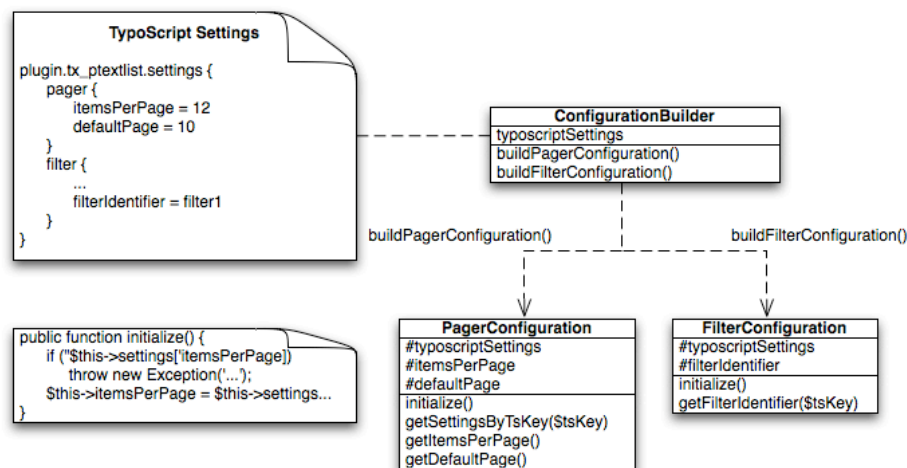 TypoScript Settings
plugin.tx_ptextlist.settings {
pager {
itemsPerPage = 12
defaultPage = 10
}
filter {
...
filterIdentifier = filter1
}
}
ConfigurationBuilder
typoscriptSettings
buildPagerConfiguration()
buildFilterConfiguration()
buildPagerConfiguration()
buildFilterConfiguration()
public function initialize() {
if ("$this->settings['itemsPerPage])
throw new Exception('...');
$this->itemsPerPage = $this->settings...
}
PagerConfiguration
#typoscriptSettings
#itemsPerPage
#defaultPage
initialize()
getSettingsByTsKey($tsKey)
getItemsPerPage()
getDefaultPage()
FilterConfiguration
#typoscriptSettings
#filterIdentifier
initialize()
getFilterIdentifier($tsKey)